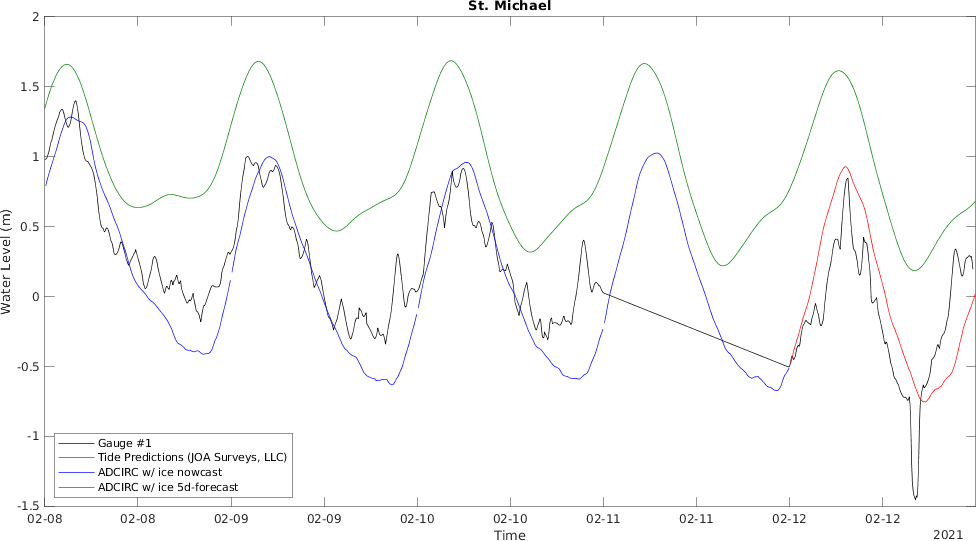 St. Michael
2
1.5
1
0.5
0
-0.5
-1
-1.5
Water Level (m)
Gauge #1
Tide Predictions (JOA Surveys, LLC)
ADCIRC w/ ice nowcast
ADCIRC w/ ice 5d-forecast
02-08 02-08 02-09 02-09 02-10 02-10 02-11 02-11 02-12 02-12
Time
2021